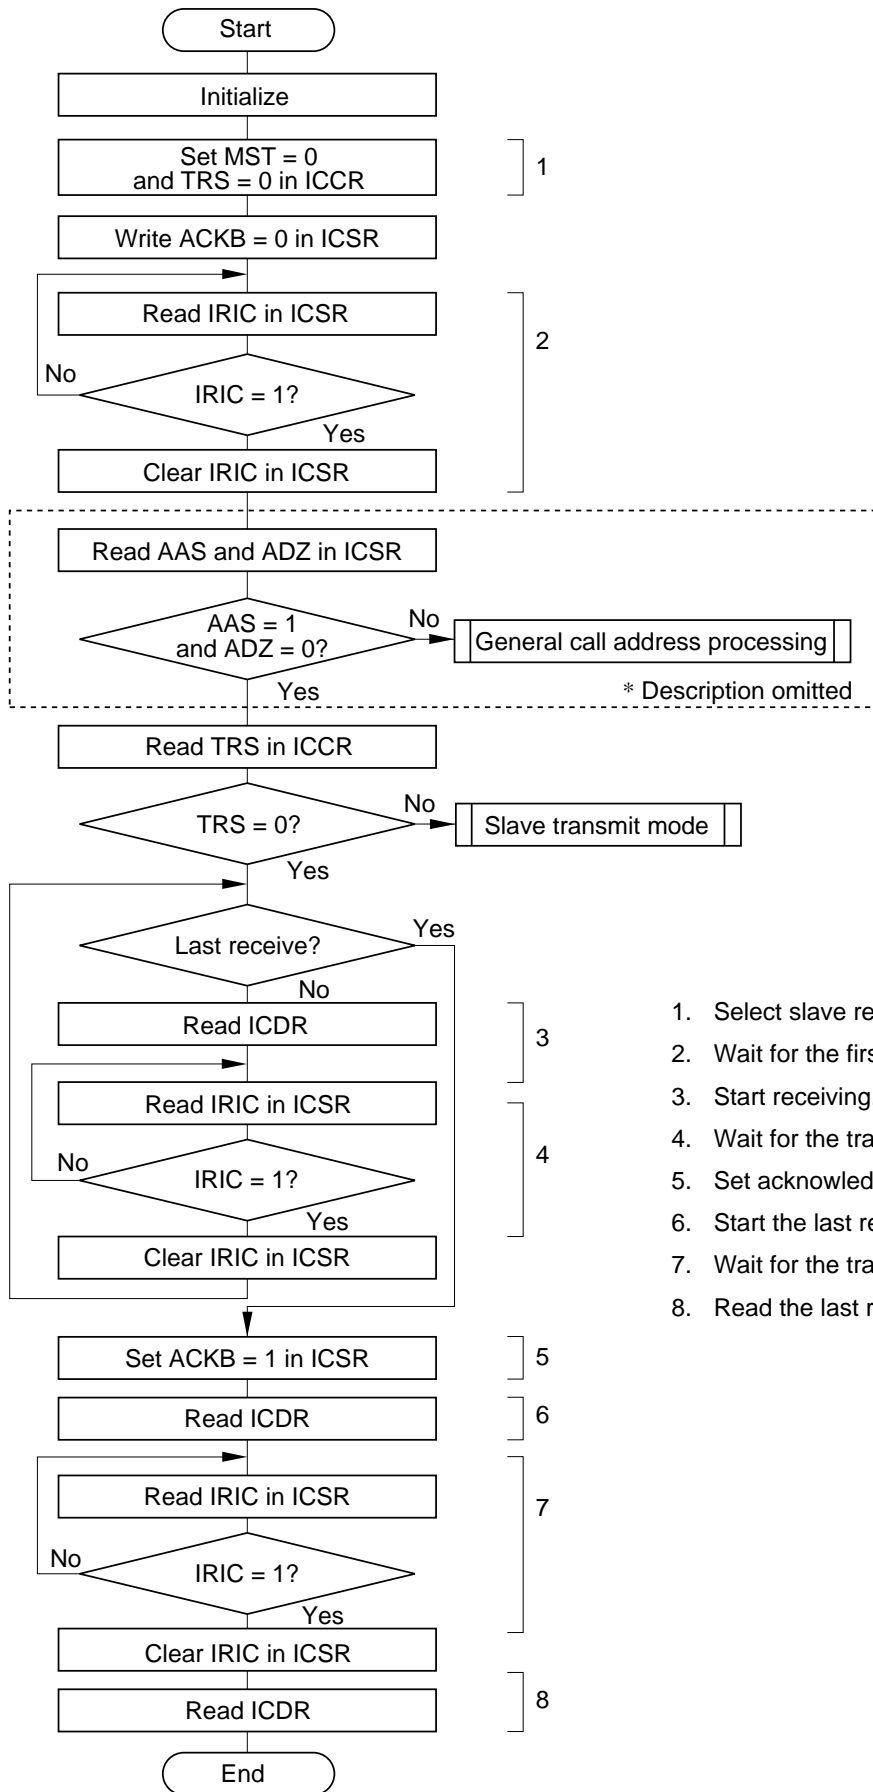 Start
Initialize
Set MST = 0
and TRS = 0 in ICCR
1
Write ACKB = 0 in ICSR
Read IRIC in ICSR
2
No
IRIC = 1?
Yes
Clear IRIC in ICSR
Read AAS and ADZ in ICSR
AAS = 1
and ADZ = 0?
No
General call address processing
Yes
* Description omitted
Read TRS in ICCR
TRS = 0?
No
Slave transmit mode
Yes
Last receive?
Yes
No
Read ICDR
3
Read IRIC in ICSR
No
IRIC = 1?
4
Yes
Clear IRIC in ICSR
Set ACKB = 1 in ICSR
5
Read ICDR
6
Read IRIC in ICSR
7
No
IRIC = 1?
Yes
Clear IRIC in ICSR
Read ICDR
8
End
1. Select slave re
2. Wait for the firs
3. Start receiving
4. Wait for the tra
5. Set acknowled
6. Start the last re
7. Wait for the tra
8. Read the last r